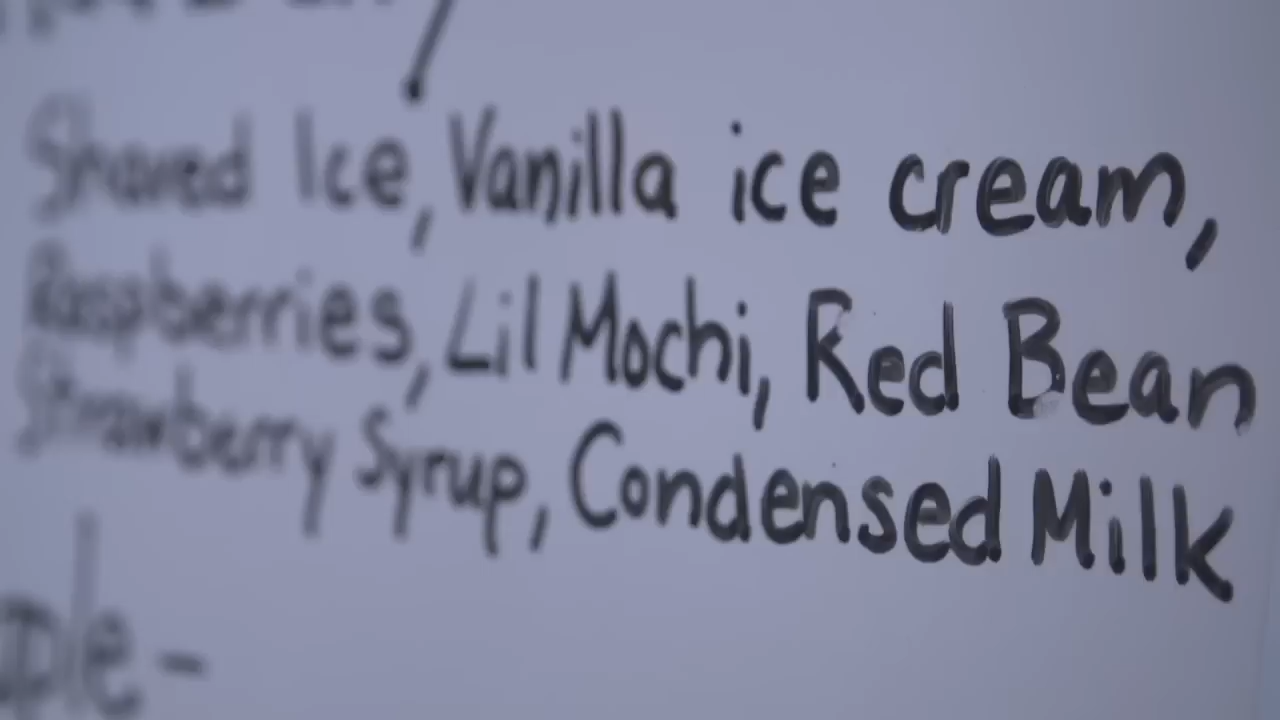 Shaved Ice, Vanilla ice cream,
Raspberries, Lil Mochi, Red Bean
Strawberry Syrup, Condensed Milk